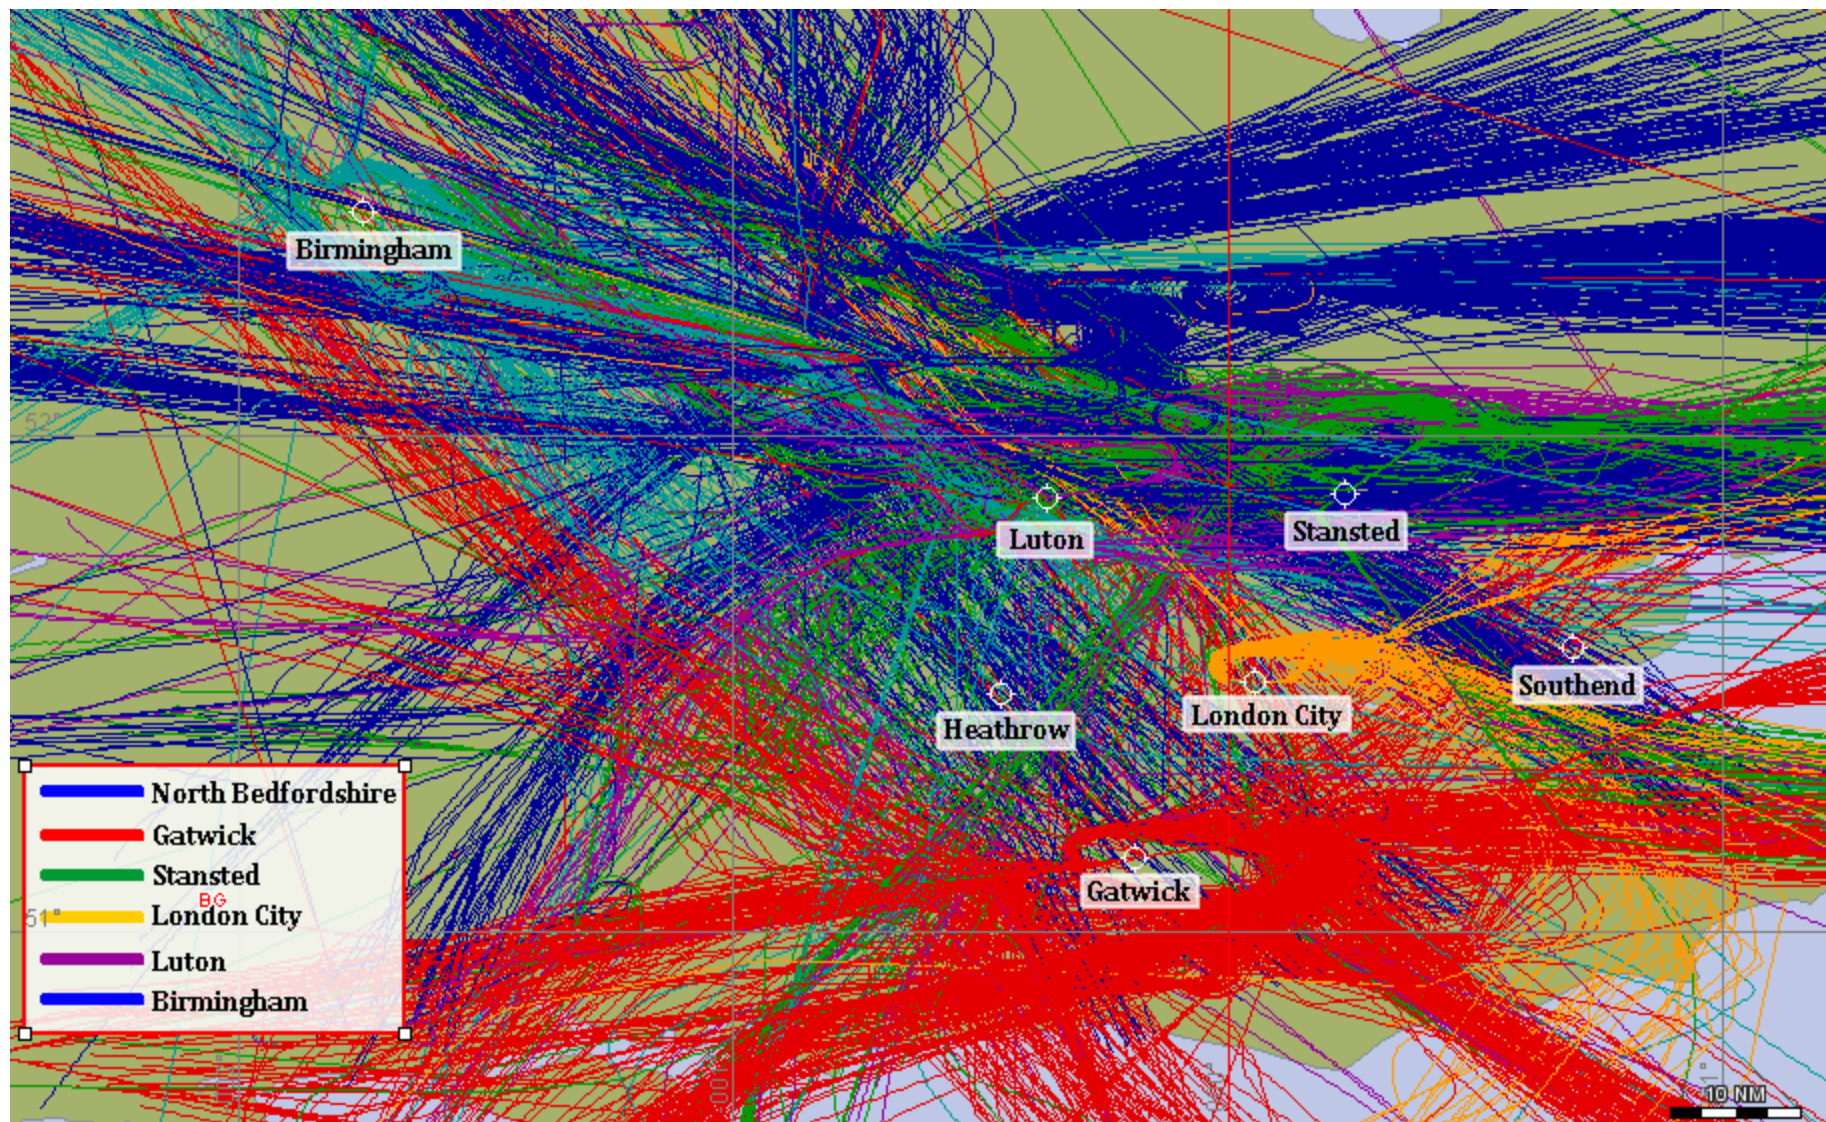 Birmingham
52°
Luton
Stansted
Southend
London City
Heathrow
Gatwick
North Bedfordshire
Gatwick
Stansted
BG
London City
51°
Luton
Birmingham
10 NM